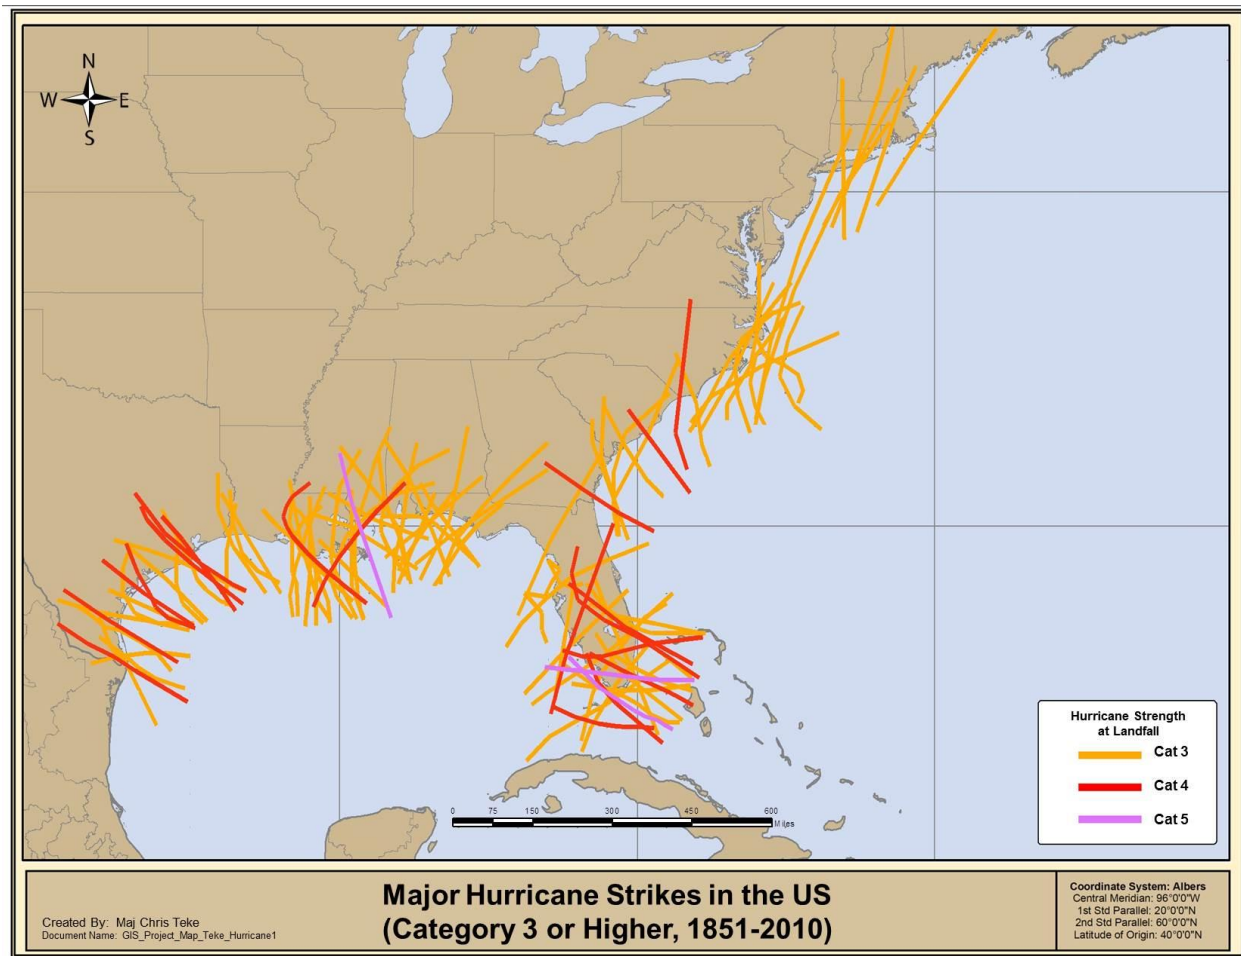 N
W E
S
Hurricane Strength
at Landfall
Cat 3
Cat 4
Cat 5
0 75 150 300 450 600
Miles
Major Hurricane Strikes in the US
(Category 3 or Higher, 1851-2010)
Created By: Maj Chris Teke
Document Name: GIS_Project_Map_Teke_Hurricane1
Coordinate System: Albers
Central Meridian: 96°0'0"W
1st Std Parallel: 20°0'0"N
2nd Std Parallel: 60°0'0"N
Latitude of Origin: 40°0'0"N